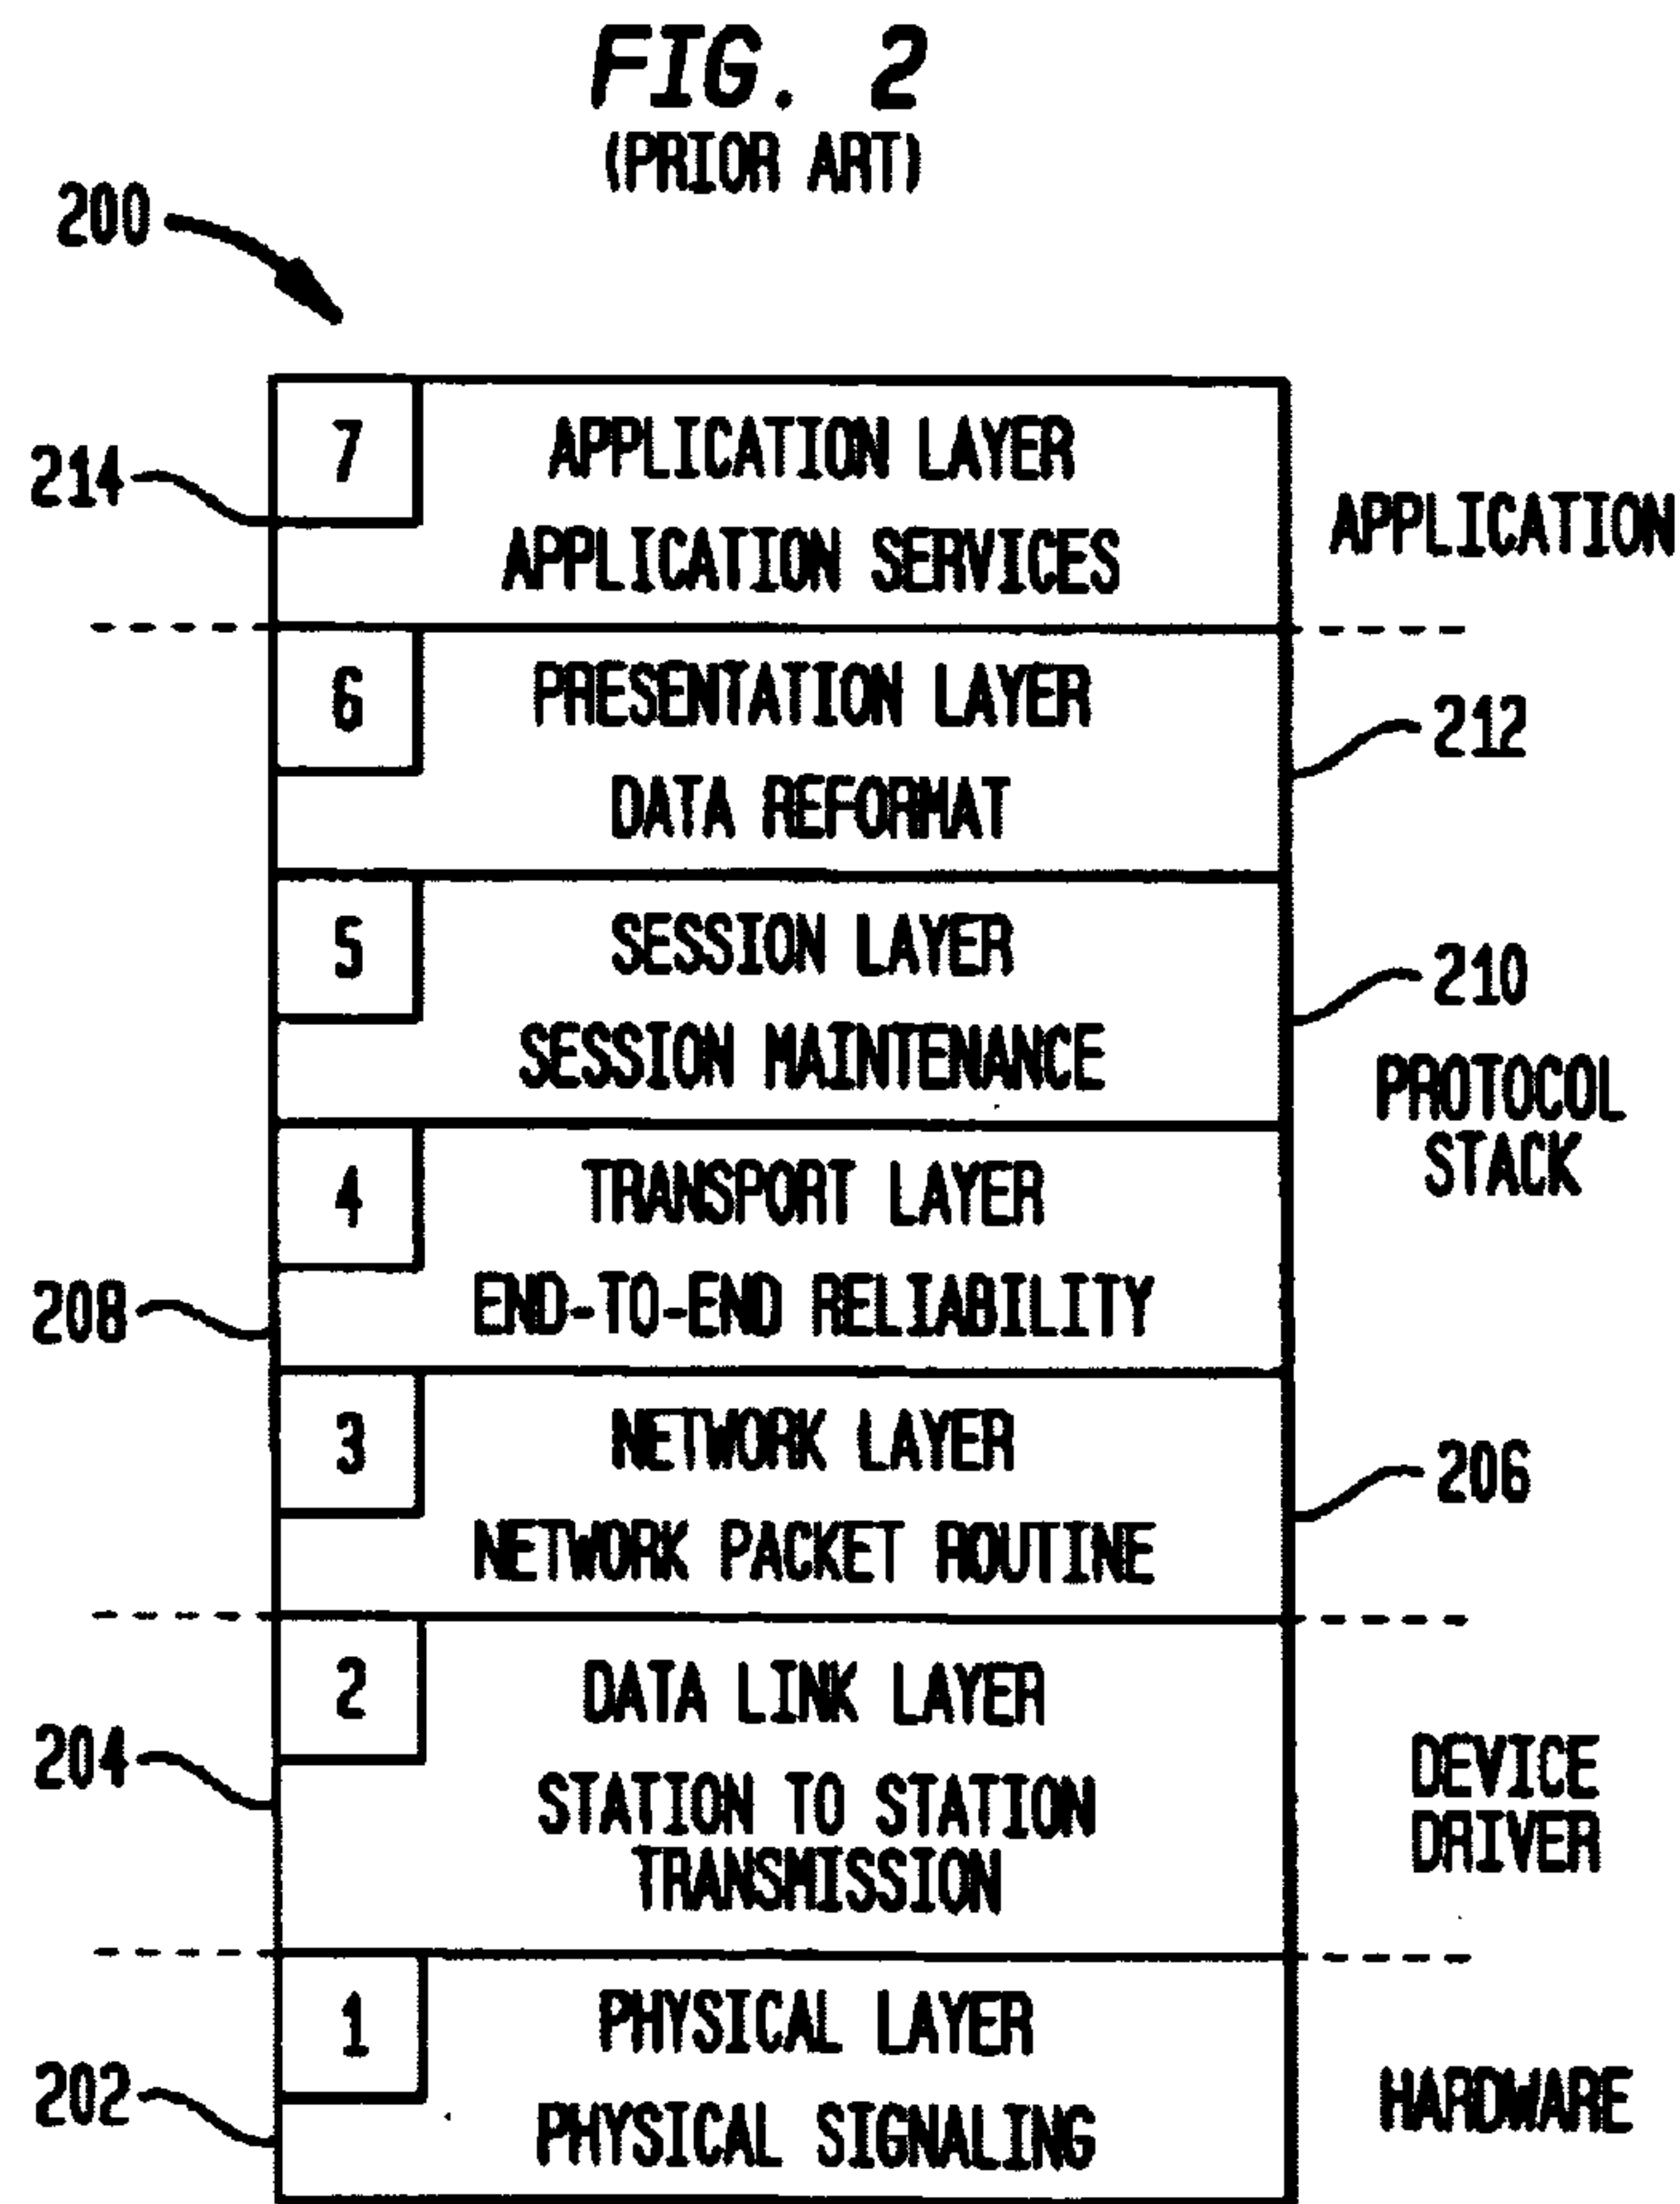 FIG. 2
(PRIOR ART)
200
7
APPLICATION LAYER
214
APPLICATION
APPLICATION SERVICES
6
PRESENTATION LAYER
212
DATA REFORMAT
5
SESSION LAYER
210
SESSION MAINTENANCE
PROTOCOL
STACK
4
TRANSPORT LAYER
208
END-TO-END RELIABILITY
3
NETWORK LAYER
206
NETWORK PACKET ROUTINE
2
DATA LINK LAYER
204
STATION TO STATION
TRANSMISSION
DEVICE
DRIVER
1
PHYSICAL LAYER
202
PHYSICAL SIGNALING
HARDWARE